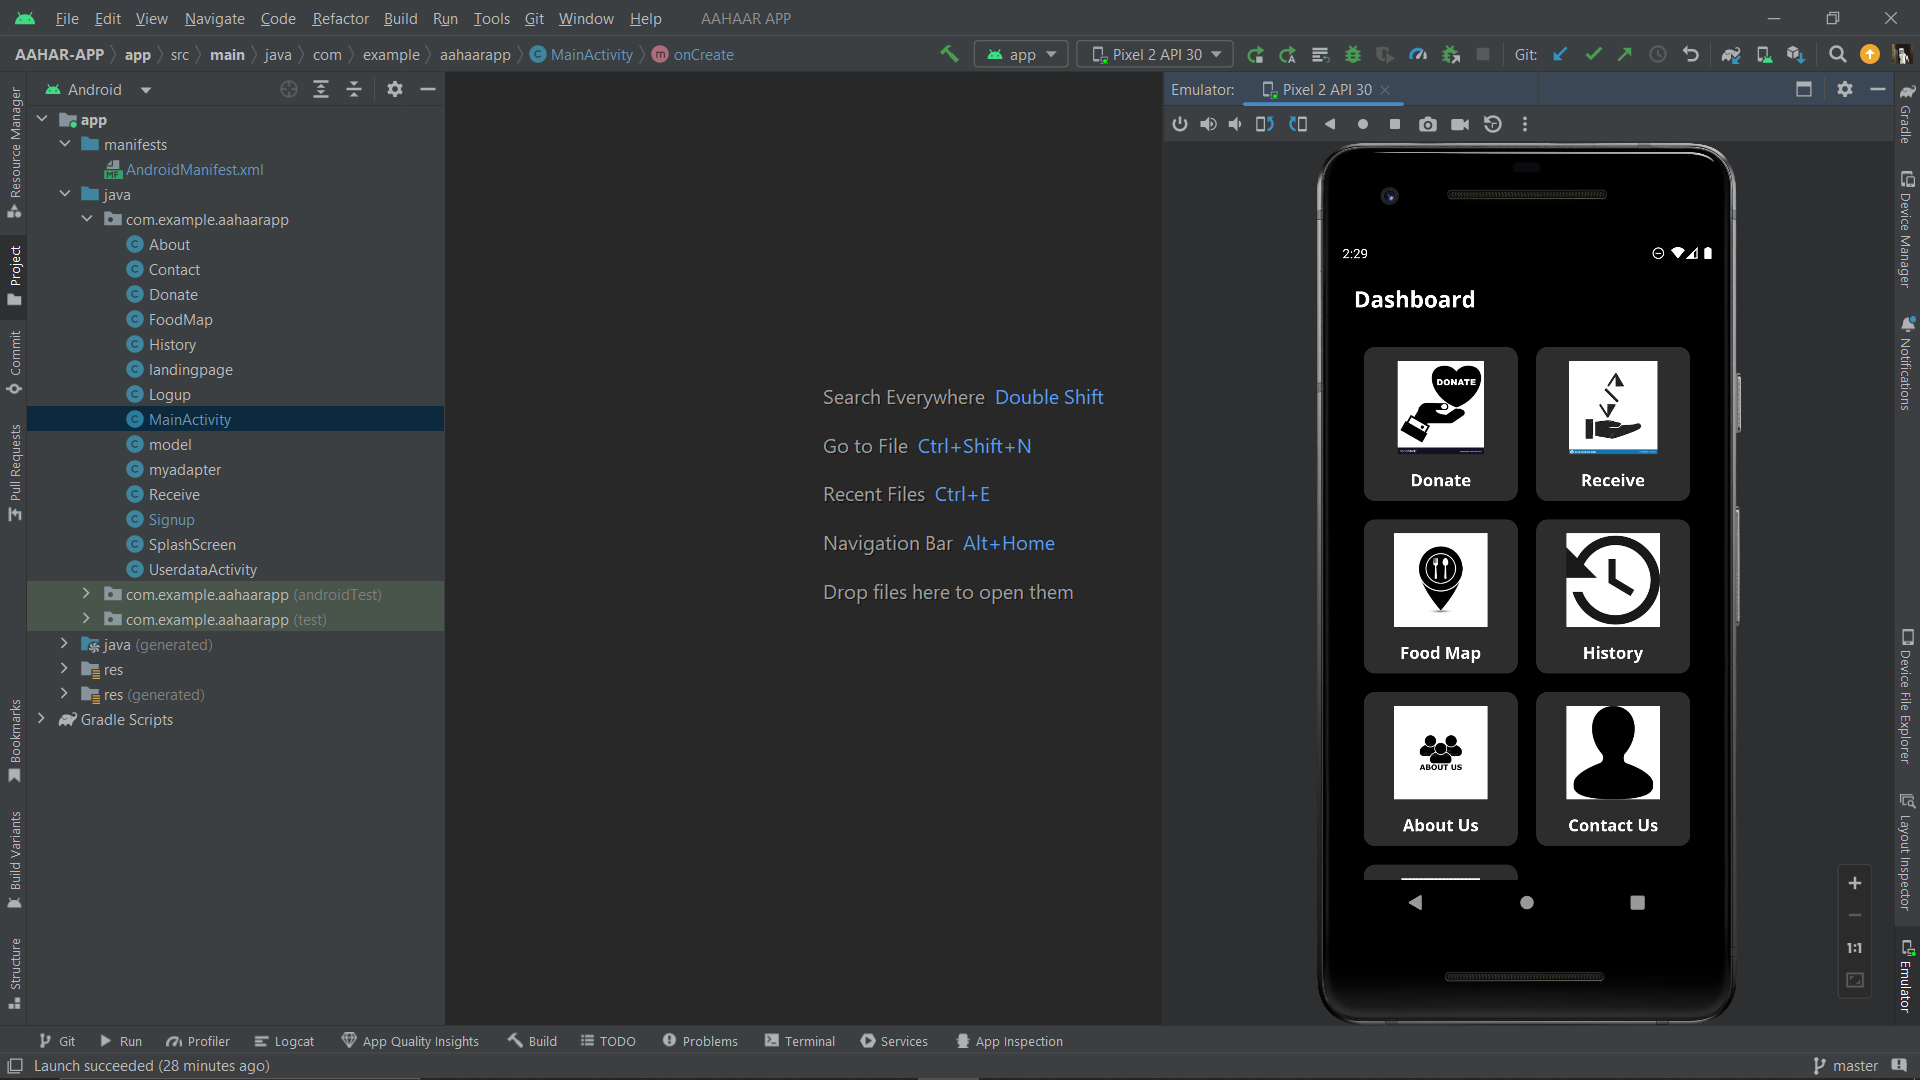 File Edit View Navigate Code Refactor Build Run Tools Git Window Help AAHAAR APP
AAHAR-APP app src main java com example aahaarapp C MainActivity m onCreate
app Pixel 2 API 30 Git:
Android
Emulator: Pixel 2 API 30
Resource Manager
Project
Commit
Pull Requests
Bookmarks
Build Variants
Structure
app
manifests
MF AndroidManifest.xml
java
com.example.aahaarapp
C About
C Contact
C Donate
C FoodMap
C History
C landingpage
C Logup
C MainActivity
C model
C myadapter
C Receive
C Signup
C SplashScreen
C UserdataActivity
com.example.aahaarapp (androidTest)
com.example.aahaarapp (test)
java (generated)
res
res (generated)
Gradle Scripts
Search Everywhere Double Shift
Go to File Ctrl+Shift+N
Recent Files Ctrl+E
Navigation Bar Alt+Home
Drop files here to open them
2:29
Dashboard
DONATE
Donate
Receive
Food Map
History
ABOUT US
About Us
Contact Us
1:1
Gradle
Device Manager
Notifications
Device File Explorer
Layout Inspector
Emulator
Git Run Profiler Logcat App Quality Insights Build TODO Problems Terminal Services App Inspection
Launch succeeded (28 minutes ago)
master